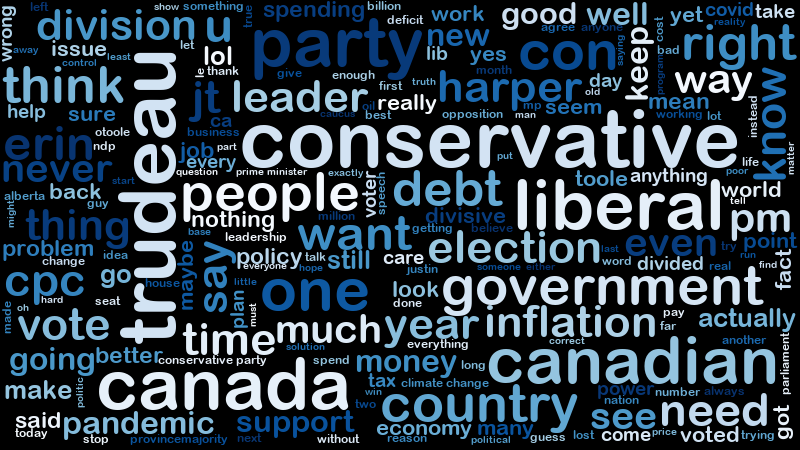 left
show something
true
spending
billion
deficit
work
good well yet covid take
agree anyone
cost
reality
wrong
away
division u
issue
let
party
new
con
saying
keep
right
control
least
lol
le
thank
lib yes
month
bad
program
think
jt
give
enough
first
truth
harper
day
old
way
know
help sure
leader
oil
really
seem
mean
instead
otoole
ca
business
caucus
best
opposition
mp
man
working lot
erin
ndp
job
part
conservative
matter
never
every
question
prime minister
exactly
put
life
poor
start
people
voter
speech
debt
toole anything
world
tell
alberta back
guy
might
nothing
million
liberal
pm
thing
base
leadership
want
divisive
getting believe
problem
idea
change
trudeau
maybe
say
policy talk still
everyone hope
care
election
last
even
try
point
run
word divided real
find
fact
cpc go
house
little
justin
someone either
hard
seat
plan
must
one
look
done
government
made
oh
vote
time much year inflation
pay
far
actually
everything
correct
another
parliament
going better
solution
conservative party spend
money
long
canadian
make
politic
canada
tax climate change
win
two
country
power
nation
number always
see need got
said
today
pandemic
support
economy many
stop
provincemajority
next
without
reason
political
guess lost come price voted trying